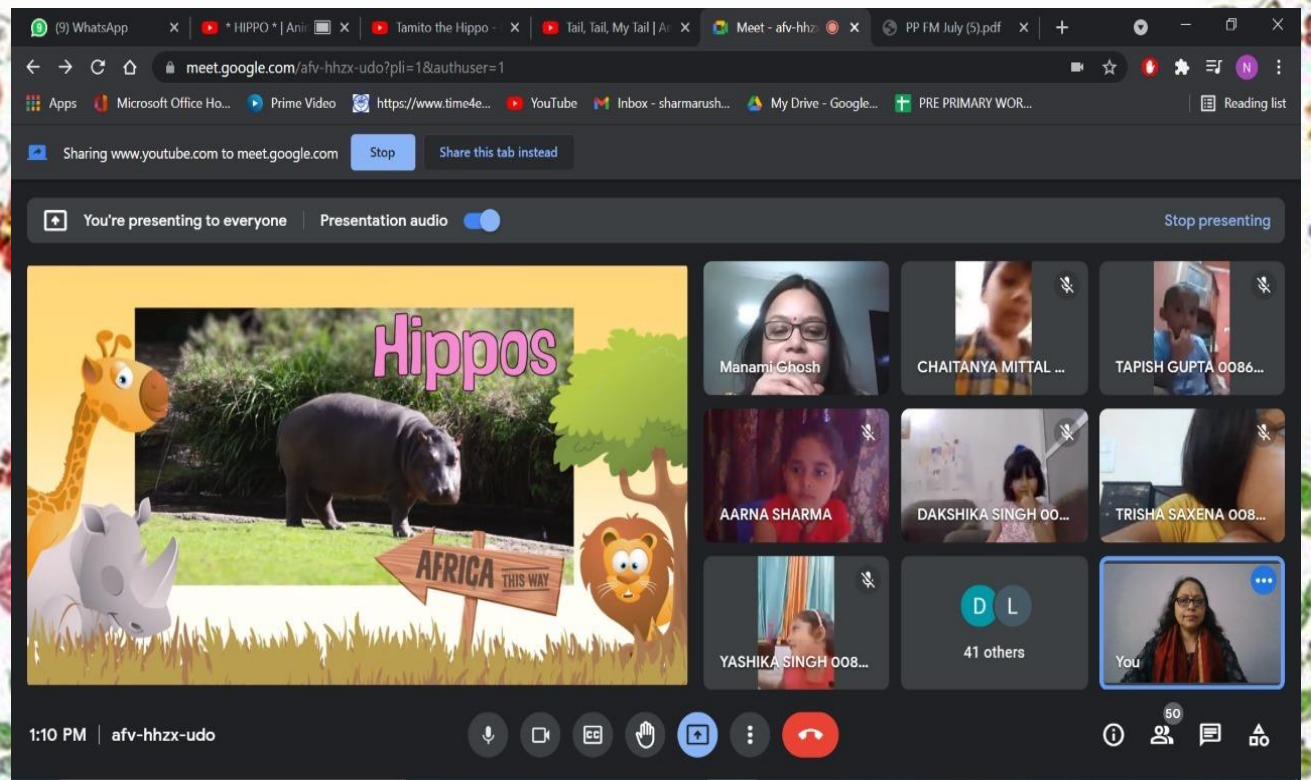 (9) WhatsApp
* HIPPO * | Ani
Tamito the Hippo -
Tail, Tail, My Tail | A
Meet - afv-hhz
PP FM July (5).pdf
meet.google.com/afv-hhzx-udo?pli=1&authuser=1
Apps
Microsoft Office Ho...
Prime Video
https://www.time4e...
YouTube
Inbox - sharmarush...
My Drive - Google...
PRE PRIMARY WOR...
Reading list
N
Sharing www.youtube.com to meet.google.com
Stop
Share this tab instead
You're presenting to everyone
Presentation audio
Stop presenting
Hippos
AFRICA THIS WAY
Manami Ghosh
CHAITANYA MITTAL ...
TAPISH GUPTA 0086...
AARNA SHARMA
DAKSHIKA SINGH 00...
TRISHA SAXENA 008...
YASHIKA SINGH 008...
D L
41 others
You
1:10 PM | afv-hhzx-udo
CC
50